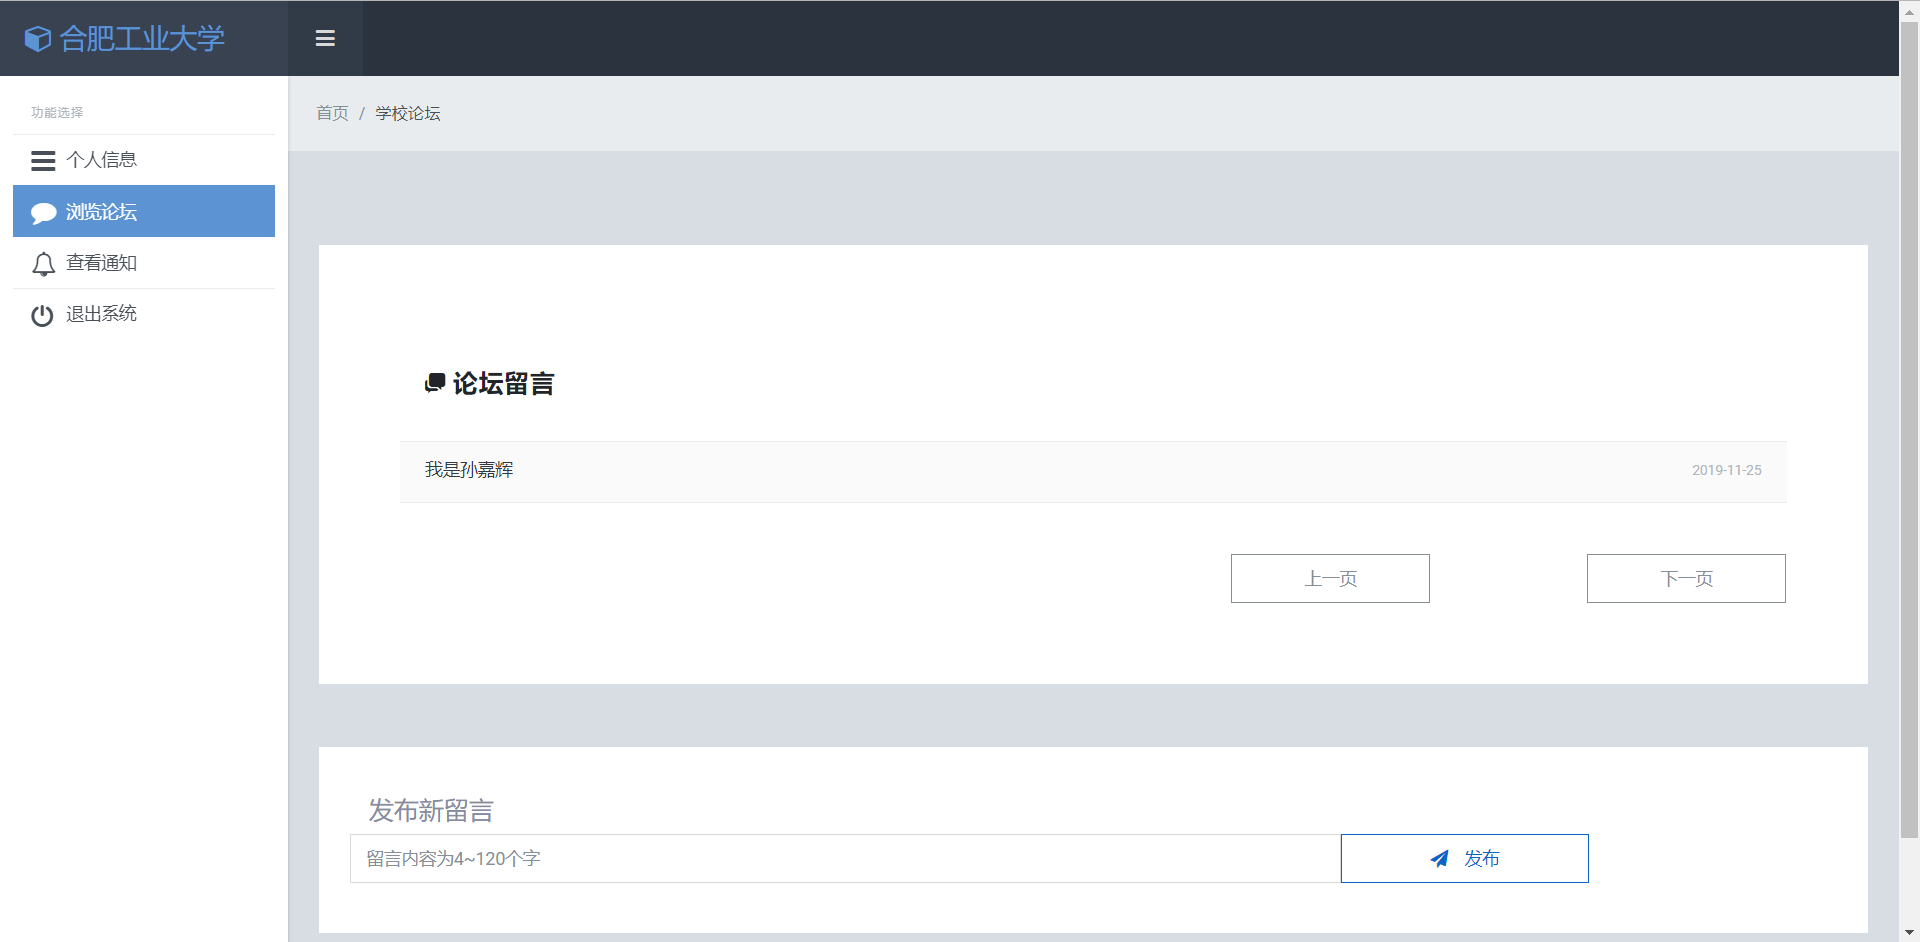 合肥工业大学
功能选择
个人信息
浏览论坛
查看通知
退出系统
首页 / 学校论坛
论坛留言
我是孙嘉辉 2019-11-25
上一页 下一页
发布新留言
留言内容为4~120个字 发布